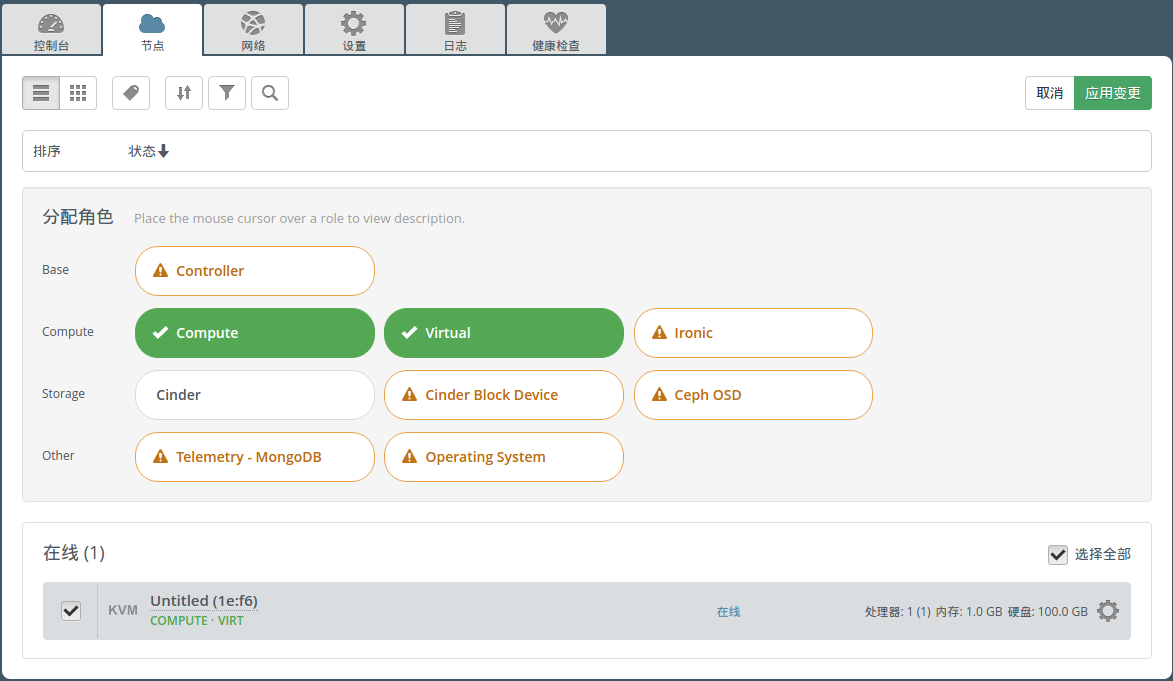 控制台 节点 网络 设置 日志 健康检查
取消 应用变更
排序 状态
分配角色 Place the mouse cursor over a role to view description.
Base Controller
Compute Compute Virtual Ironic
Storage Cinder Cinder Block Device Ceph OSD
Other Telemetry - MongoDB Operating System
在线 (1) 选择全部
KVM Untitled (1e:f6) 在线 处理器: 1 (1) 内存: 1.0 GB 硬盘: 100.0 GB
COMPUTE · VIRT